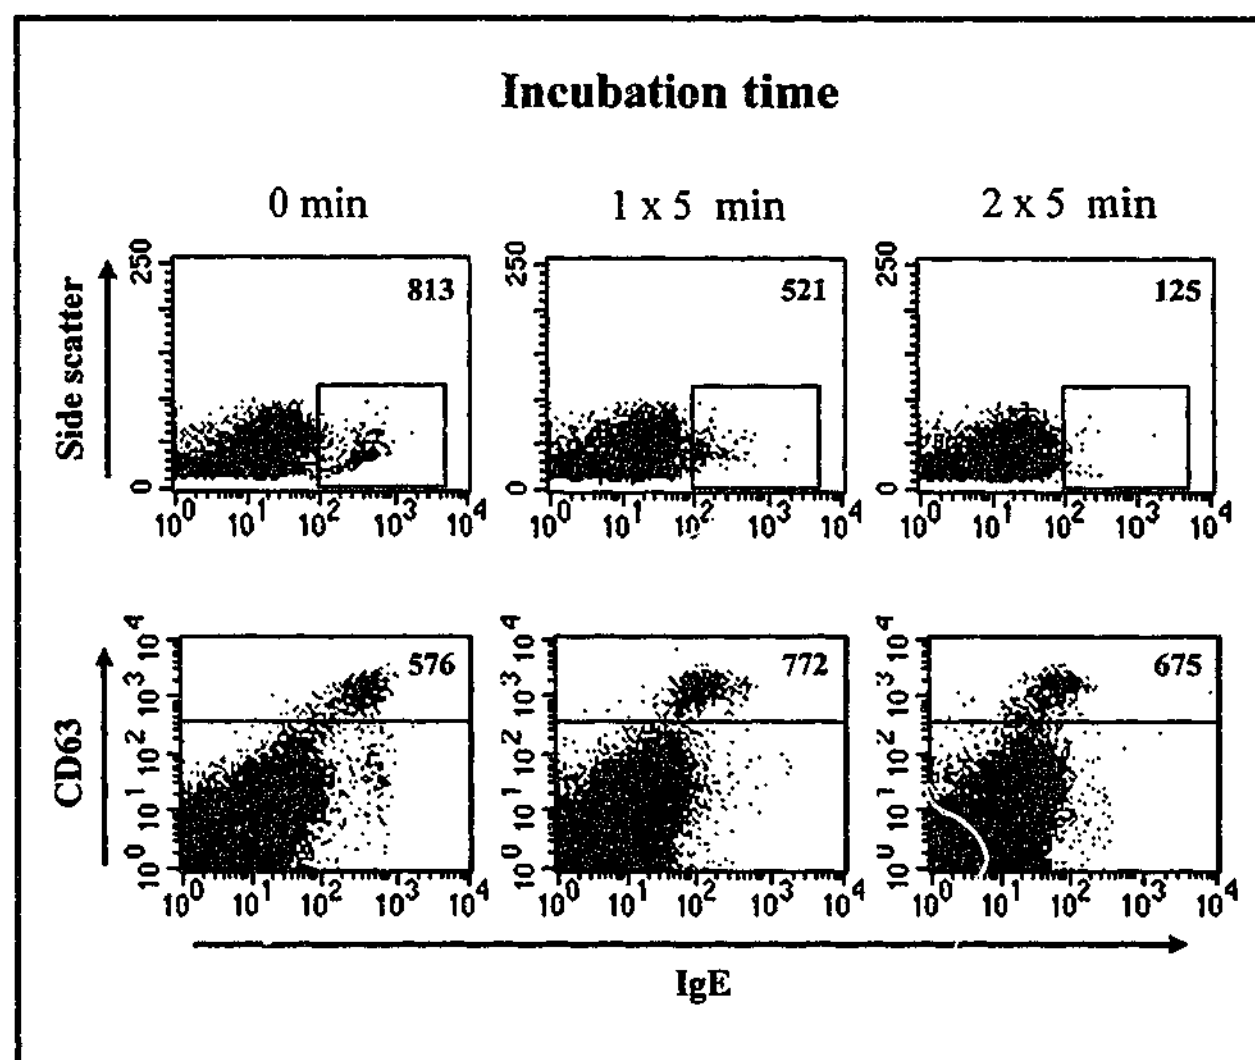 Incubation time
0 min 1 x 5 min 2 x 5 min
Side scatter
250 813 250 521 250 125
0 0 0
10^0 10^1 10^2 10^3 10^4 10^0 10^1 10^2 10^3 10^4 10^0 10^1 10^2 10^3 10^4
CD63
10^4 576 10^4 772 10^4 675
10^3 10^3 10^3
10^2 10^2 10^2
10^1 10^1 10^1
10^0 10^0 10^0
10^0 10^1 10^2 10^3 10^4 10^0 10^1 10^2 10^3 10^4 10^0 10^1 10^2 10^3 10^4
IgE